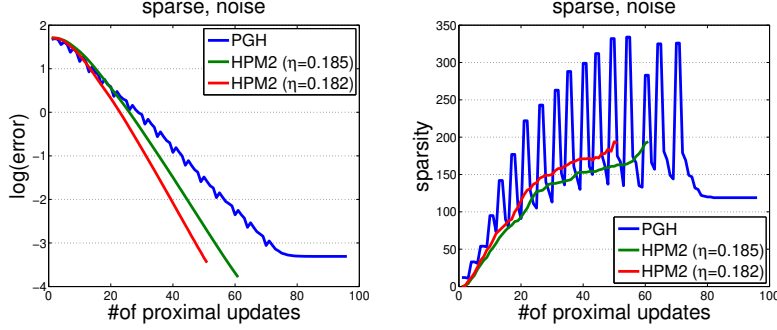 sparse, noise
2
1
0
−1
−2
−3
−4
0
20
40
60
80
100
log(error)
#of proximal updates
PGH
HPM2 (η=0.185)
HPM2 (η=0.182)
sparse, noise
350
300
250
200
150
100
50
0
0
20
40
60
80
100
sparsity
#of proximal updates
PGH
HPM2 (η=0.185)
HPM2 (η=0.182)